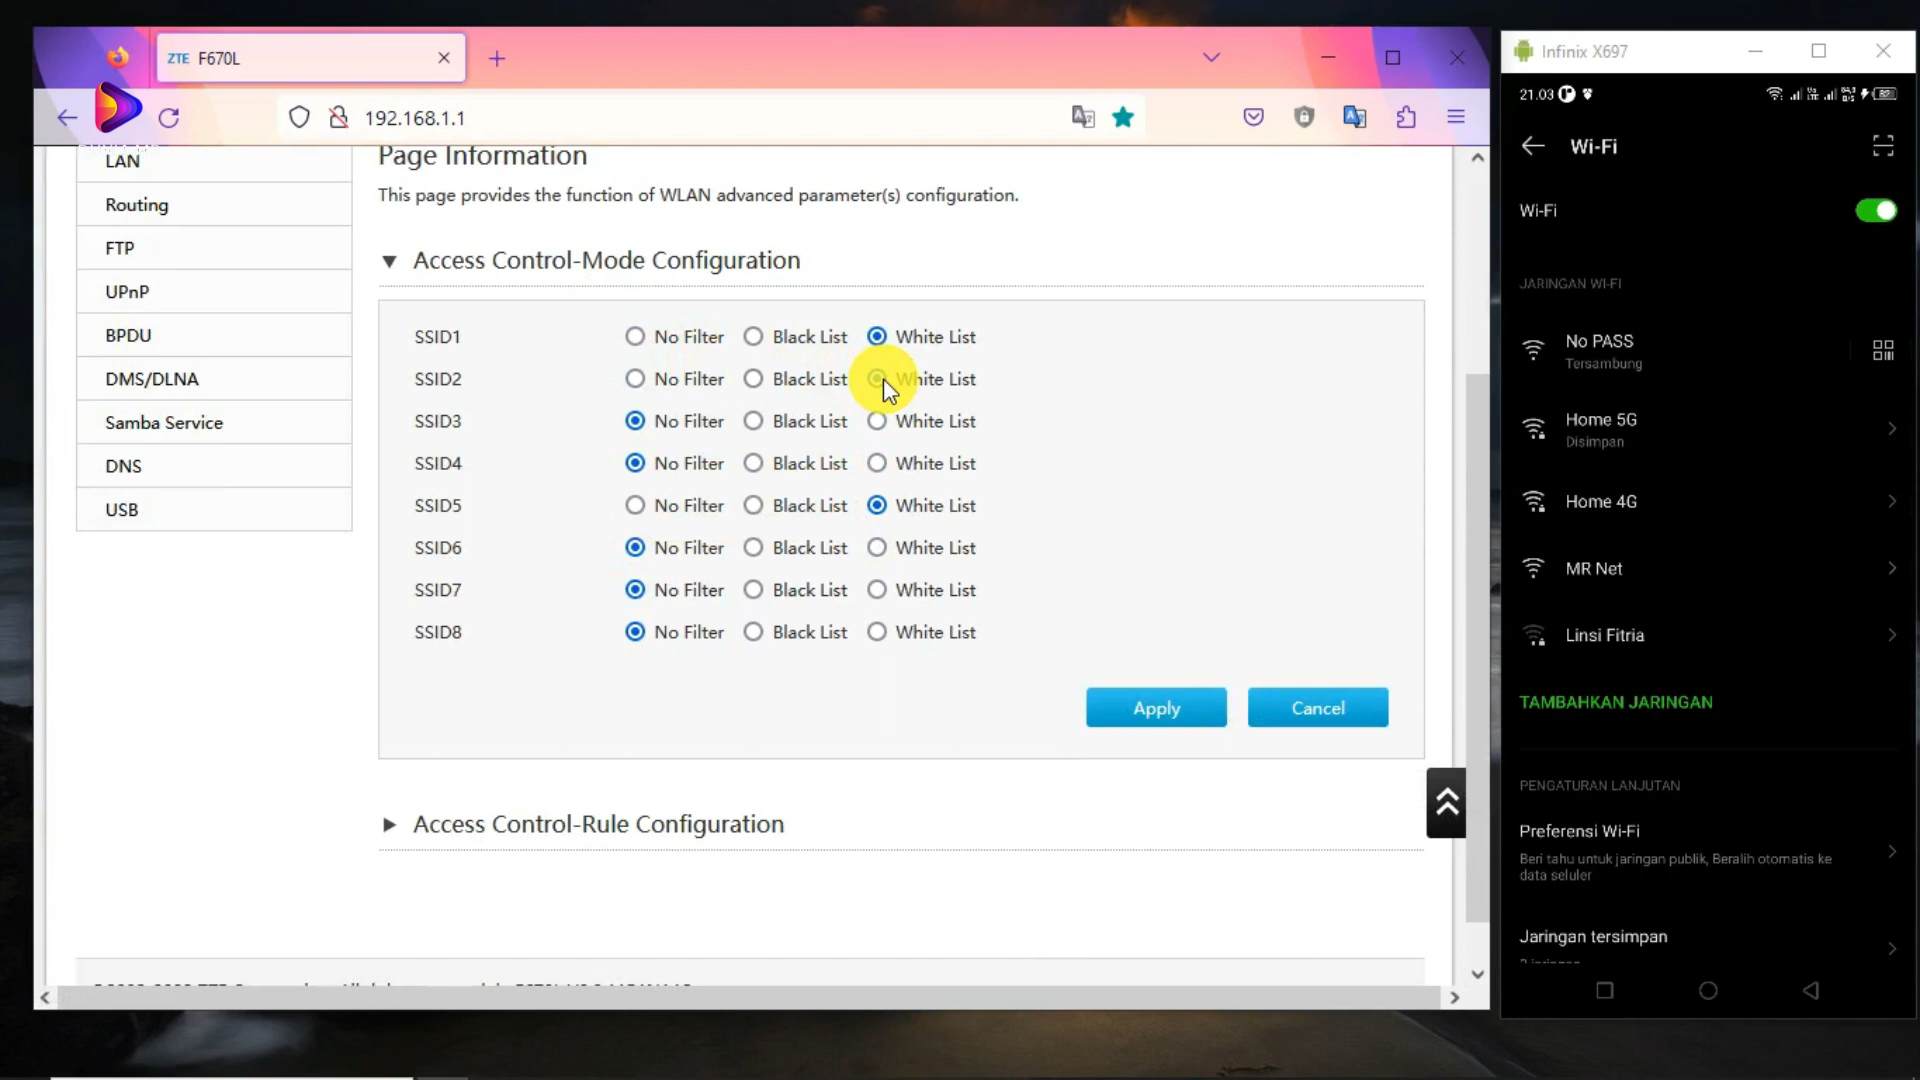 ZTE F670L
192.168.1.1
LAN
Routing
FTP
UPnP
BPDU
DMS/DLNA
Samba Service
DNS
USB
Page Information
This page provides the function of WLAN advanced parameter(s) configuration.
Access Control-Mode Configuration
SSID1 No Filter Black List White List
SSID2 No Filter Black List White List
SSID3 No Filter Black List White List
SSID4 No Filter Black List White List
SSID5 No Filter Black List White List
SSID6 No Filter Black List White List
SSID7 No Filter Black List White List
SSID8 No Filter Black List White List
Apply Cancel
Access Control-Rule Configuration
Infinix X697
21.03
Wi-Fi
Wi-Fi
JARINGAN WI-FI
No PASS
Tersambung
Home 5G
Disimpan
Home 4G
MR Net
Linsi Fitria
TAMBAHKAN JARINGAN
PENGATURAN LANJUTAN
Preferensi Wi-Fi
Beri tahu untuk jaringan publik, Beralih otomatis ke
data seluler
Jaringan tersimpan